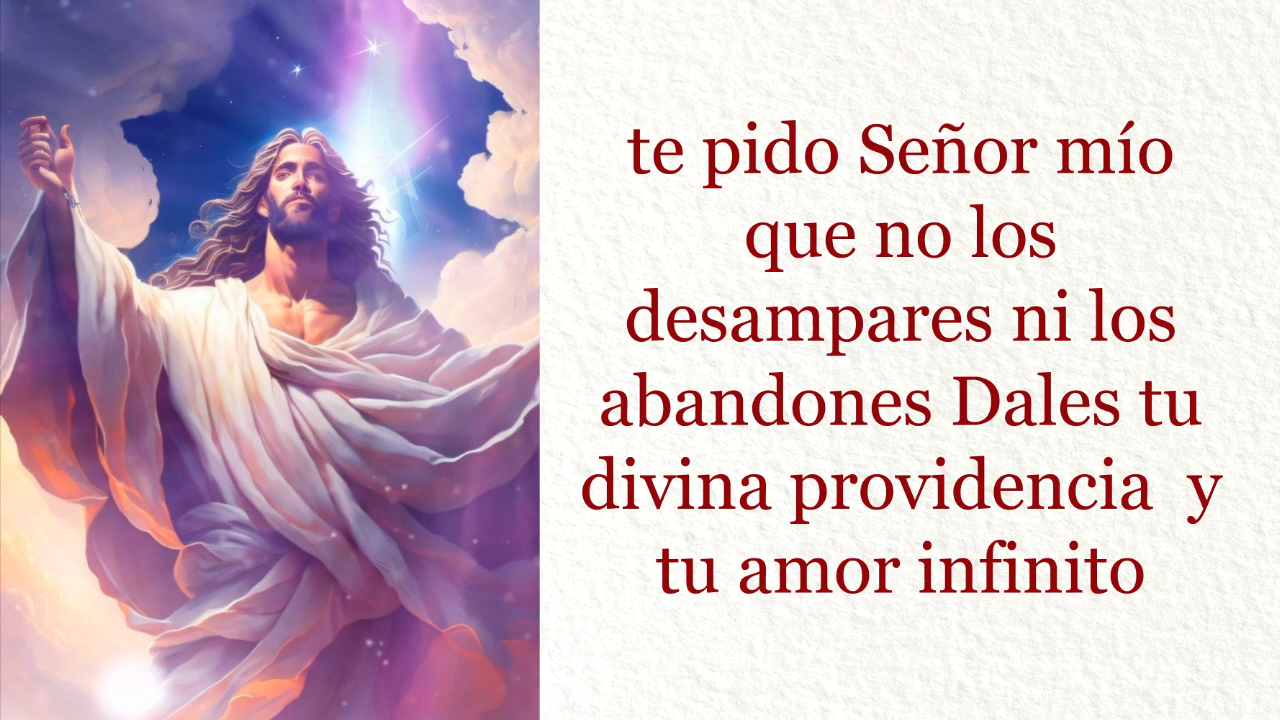 te pido Señor mío
que no los
desampares ni los
abandones Dales tu
divina providencia  y
tu amor infinito